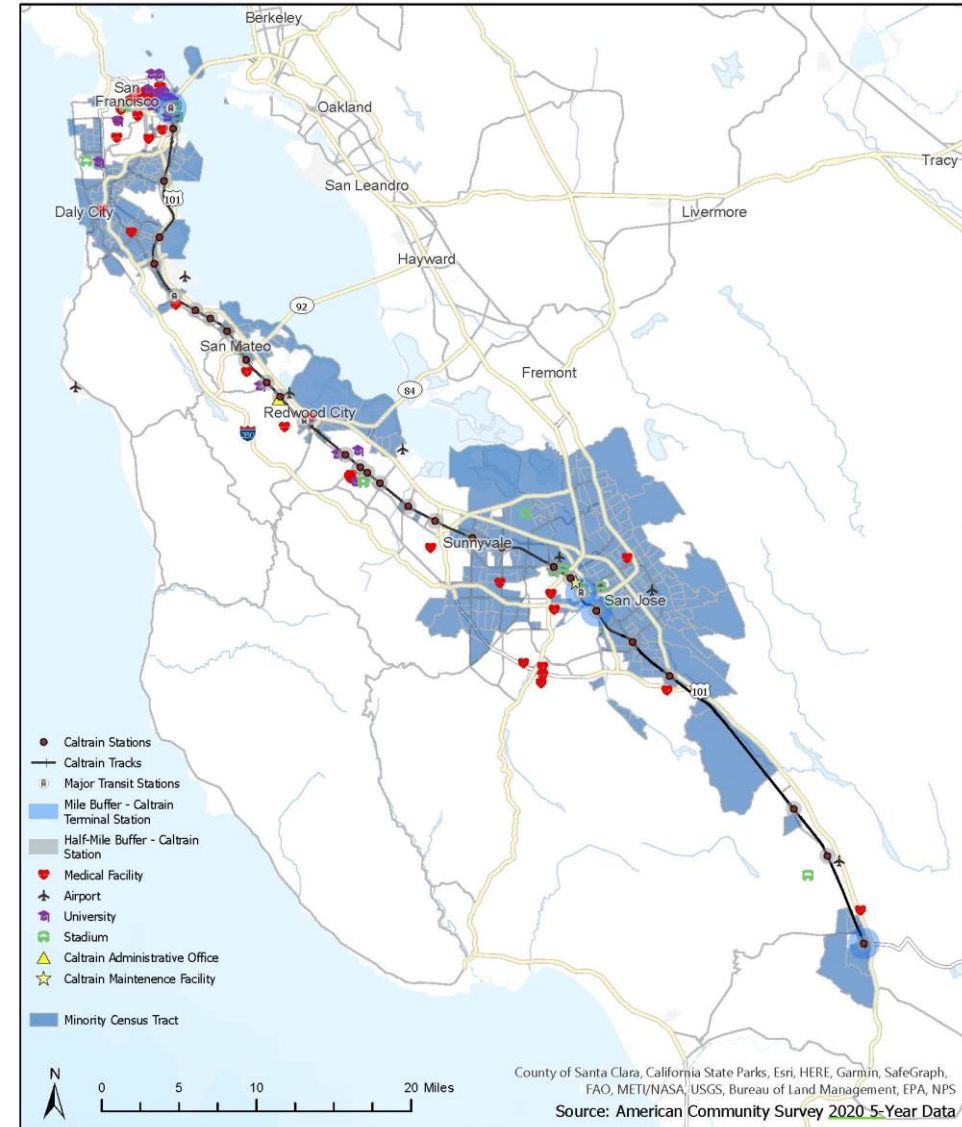 Berkeley
San
Francisco
Oakland
Tracy
San Leandro
101
Livermore
Daly City
Hayward
92
San Mateo
Fremont
84
Redwood City
280
Sunnyvale
San Jose
101
Caltrain Stations
Caltrain Tracks
Major Transit Stations
Mile Buffer - Caltrain
Terminal Station
Half-Mile Buffer - Caltrain
Station
Medical Facility
Airport
University
Stadium
Caltrain Administrative Office
Caltrain Maintenence Facility
Minority Census Tract
N
0 5 10 20 Miles
County of Santa Clara, California State Parks, Esri, HERE, Garmin, SafeGraph,
FAO, METI/NASA, USGS, Bureau of Land Management, EPA, NPS
Source: American Community Survey 2020 5-Year Data